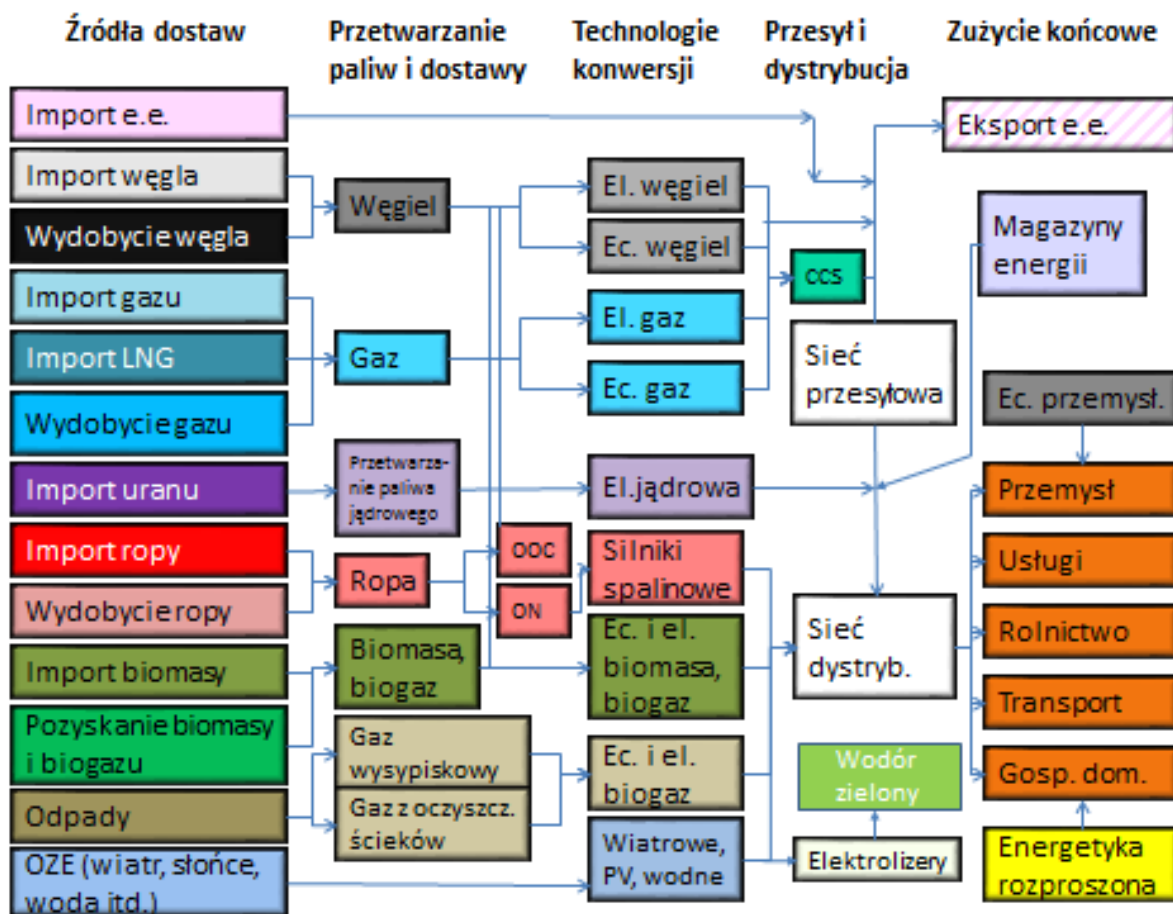 Źródła dostaw
Przetwarzanie
paliw i dostawy
Technologie
konwersji
Przesył i
dystrybucja
Zużycie końcowe
Import e.e.
Import węgla
Wydobycie węgla
Import gazu
Import LNG
Wydobycie gazu
Import uranu
Import ropy
Wydobycie ropy
Import biomasy
Pozyskanie biomasy
i biogazu
Odpady
OZE (wiatr, słońce,
woda itd.)
Węgiel
Gaz
Przetwarza-
nie paliwa
jądrowego
Ropa
OOC
ON
Biomasa,
biogaz
Gaz
wysypiskowy
Gaz z oczyszcz.
ścieków
El. węgiel
Ec. węgiel
El. gaz
Ec. gaz
El.jądrowa
Silniki
spalinowe
Ec. i el.
biomasa,
biogaz
Ec. i el.
biogaz
Wiatrowe,
PV, wodne
CCS
Sieć
przesyłowa
Sieć
dystryb.
Wodór
zielony
Elektrolizery
Eksport e.e.
Magazyny
energii
Ec. przemysł.
Przemysł
Usługi
Rolnictwo
Transport
Gosp. dom.
Energetyka
rozproszona